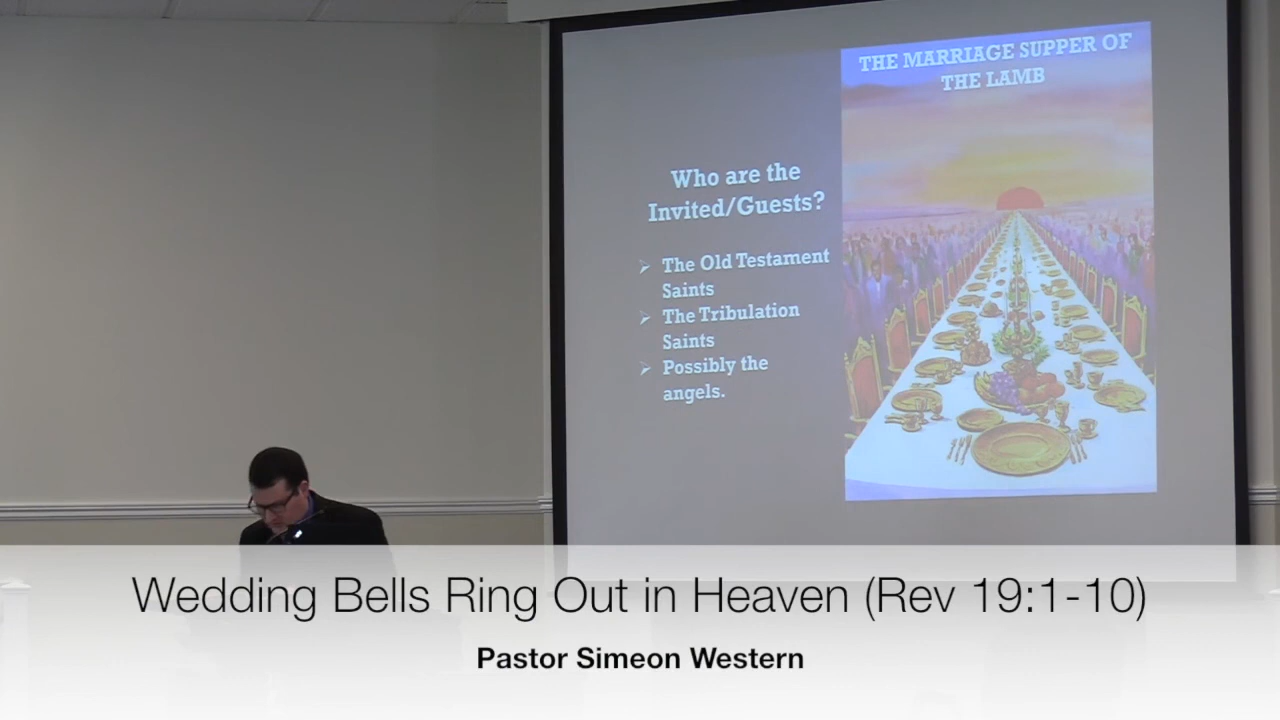 THE MARRIAGE SUPPER OF
THE LAMB
Who are the
Invited/Guests?
➢ The Old Testament
Saints
➢ The Tribulation
Saints
➢ Possibly the
angels.
Wedding Bells Ring Out in Heaven (Rev 19:1-10)
Pastor Simeon Western